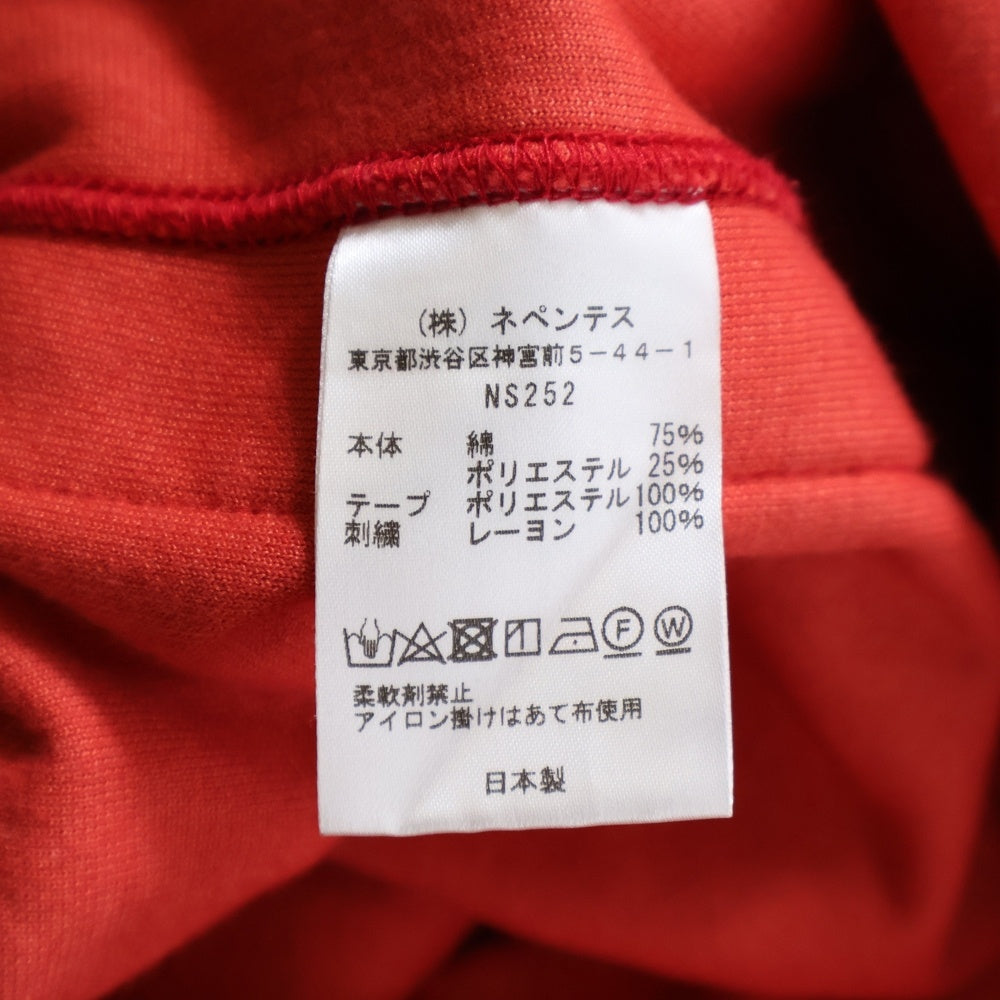 （株）ネペンテス
東京都渋谷区神宮前５−４４−１
NS252
本体 綿 75%
ポリエステル 25%
テープ ポリエステル 100%
刺繍 レーヨン 100%
F W
柔軟剤禁止
アイロン掛けはあて布使用
日本製